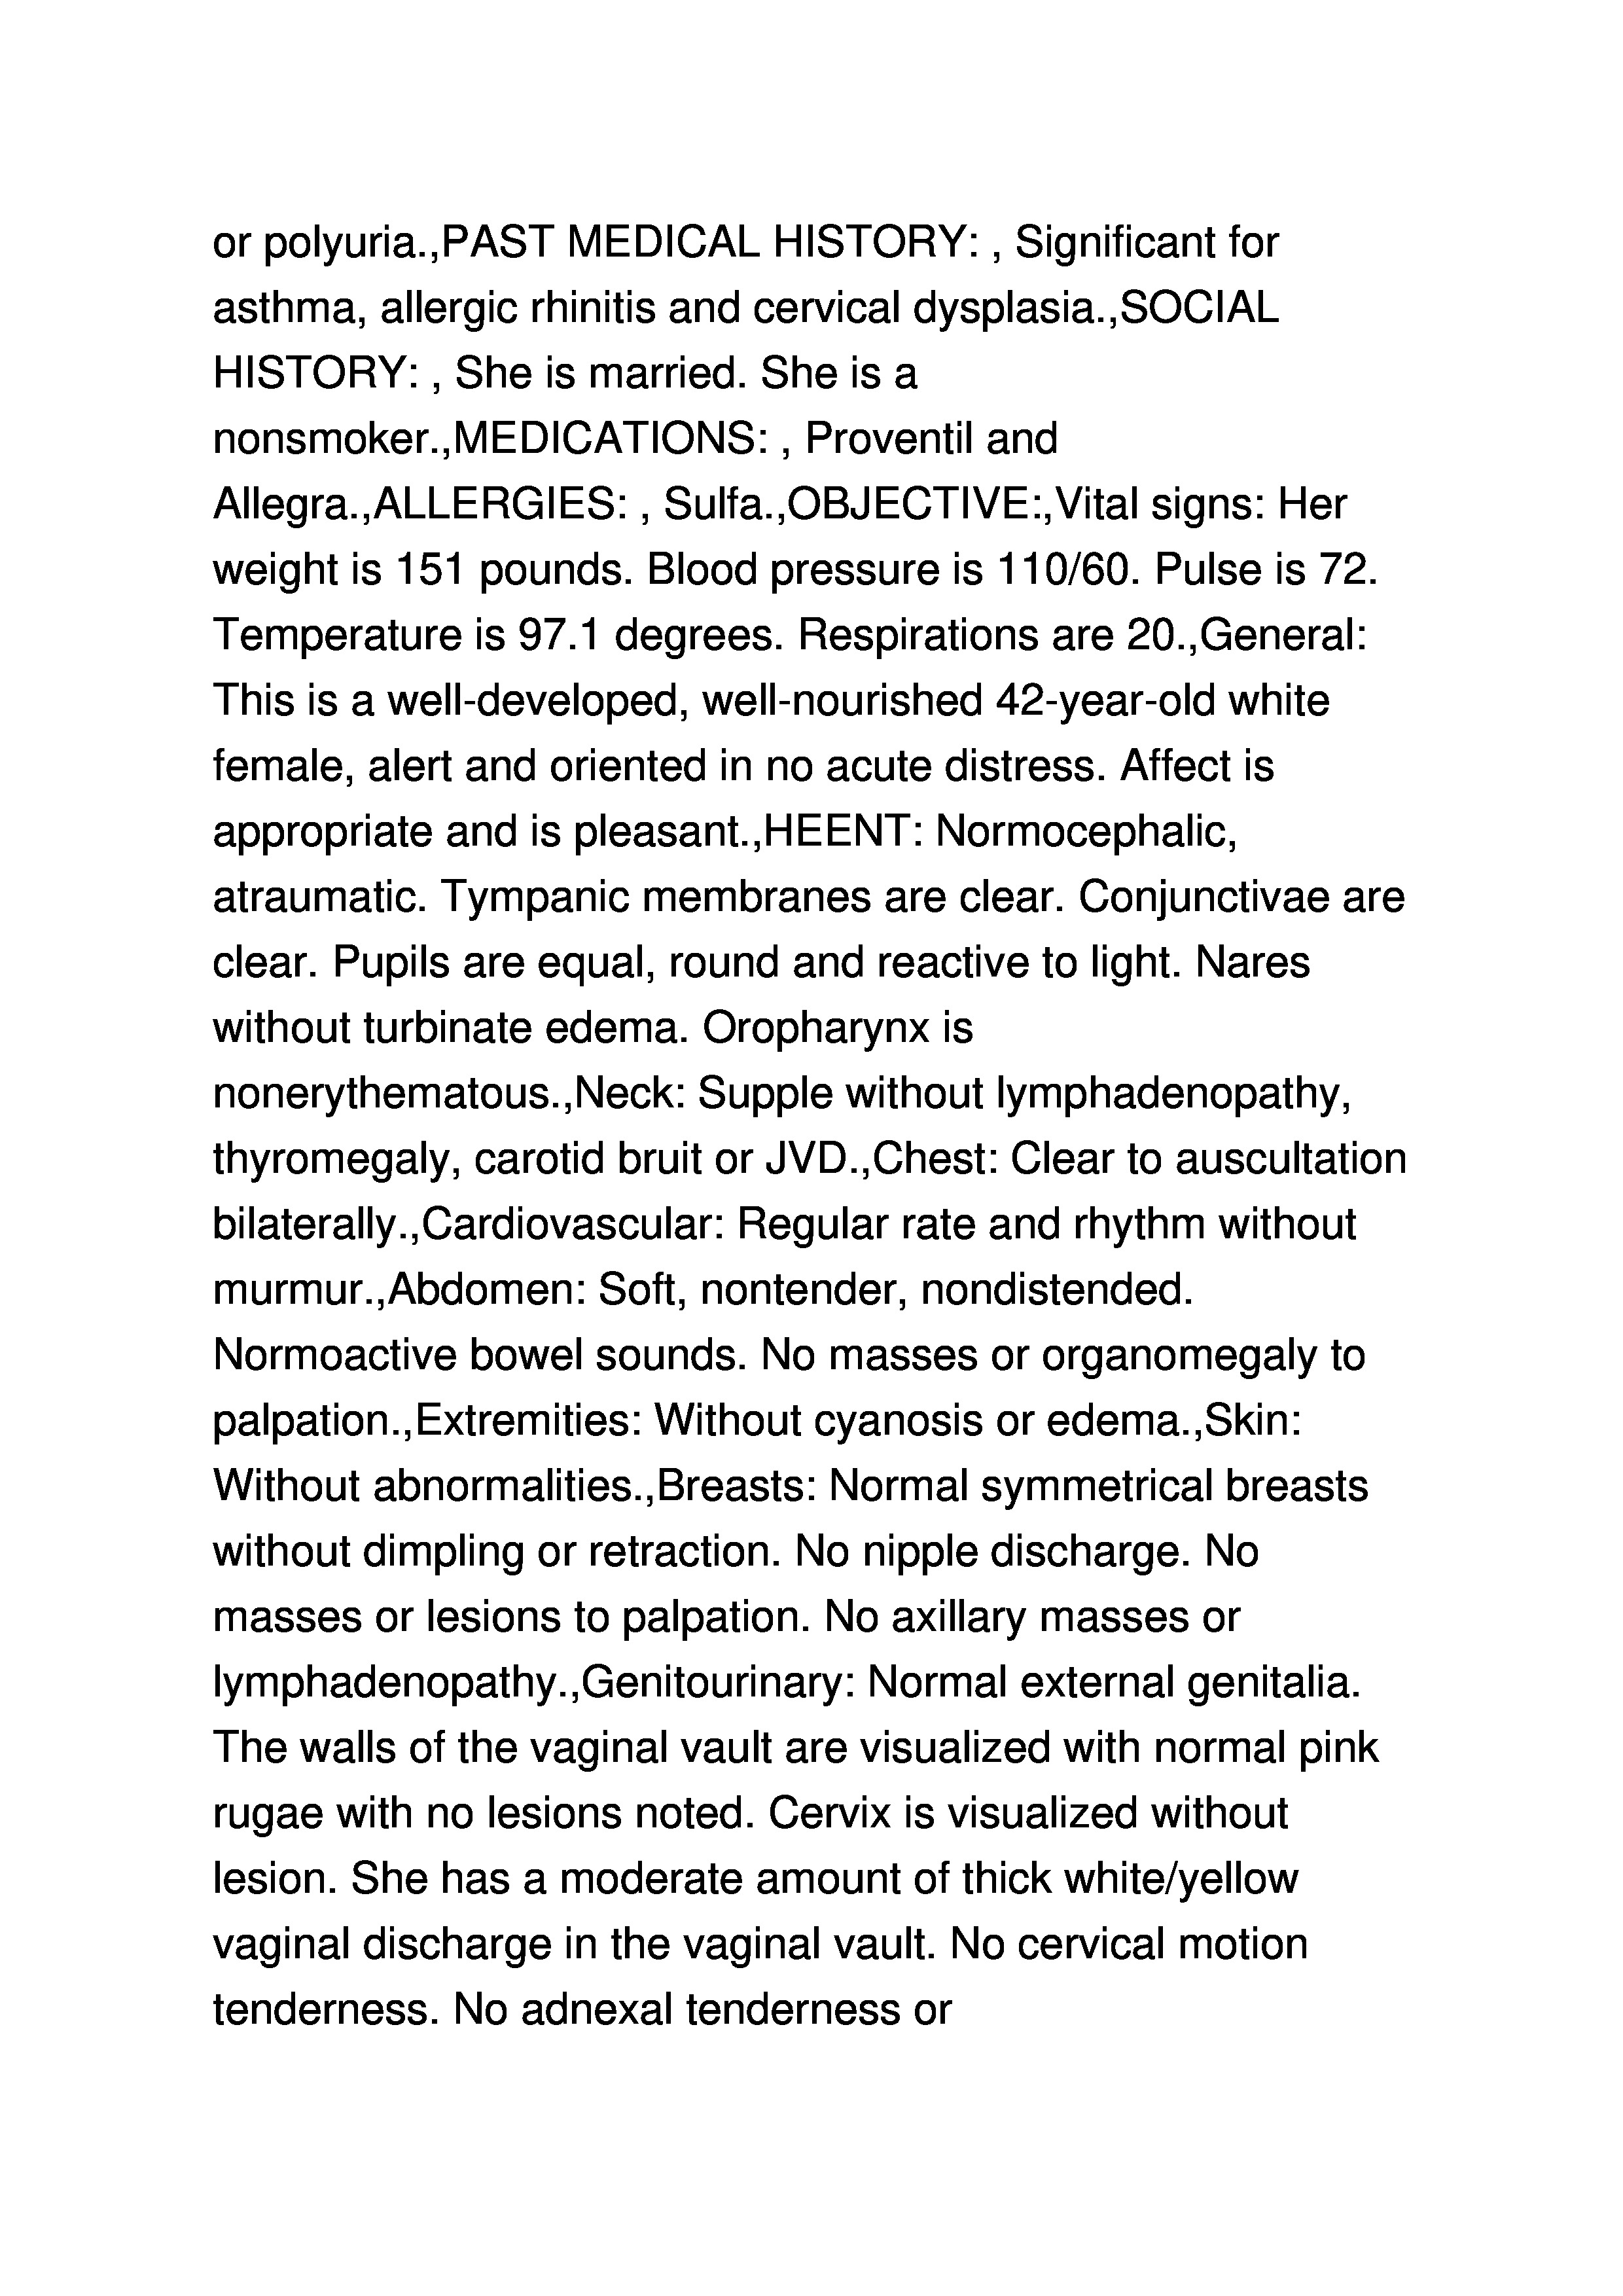 or polyuria.,PAST MEDICAL HISTORY: , Significant for
asthma, allergic rhinitis and cervical dysplasia.,SOCIAL
HISTORY: , She is married. She is a
nonsmoker.,MEDICATIONS: , Proventil and
Allegra.,ALLERGIES: , Sulfa.,OBJECTIVE:,Vital signs: Her
weight is 151 pounds. Blood pressure is 110/60. Pulse is 72.
Temperature is 97.1 degrees. Respirations are 20.,General:
This is a well-developed, well-nourished 42-year-old white
female, alert and oriented in no acute distress. Affect is
appropriate and is pleasant.,HEENT: Normocephalic,
atraumatic. Tympanic membranes are clear. Conjunctivae are
clear. Pupils are equal, round and reactive to light. Nares
without turbinate edema. Oropharynx is
nonerythematous.,Neck: Supple without lymphadenopathy,
thyromegaly, carotid bruit or JVD.,Chest: Clear to auscultation
bilaterally.,Cardiovascular: Regular rate and rhythm without
murmur.,Abdomen: Soft, nontender, nondistended.
Normoactive bowel sounds. No masses or organomegaly to
palpation.,Extremities: Without cyanosis or edema.,Skin:
Without abnormalities.,Breasts: Normal symmetrical breasts
without dimpling or retraction. No nipple discharge. No
masses or lesions to palpation. No axillary masses or
lymphadenopathy.,Genitourinary: Normal external genitalia.
The walls of the vaginal vault are visualized with normal pink
rugae with no lesions noted. Cervix is visualized without
lesion. She has a moderate amount of thick white/yellow
vaginal discharge in the vaginal vault. No cervical motion
tenderness. No adnexal tenderness or